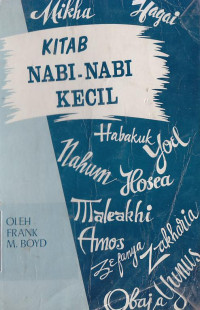 Mikha Hagai
KITAB
NABI-NABI
KECIL
Habakuk Yoel
Nahum Hosea
Maleakhi
Amos Zakharia
Zefanya
Yunus
Obaja
OLEH
FRANK
M. BOYD